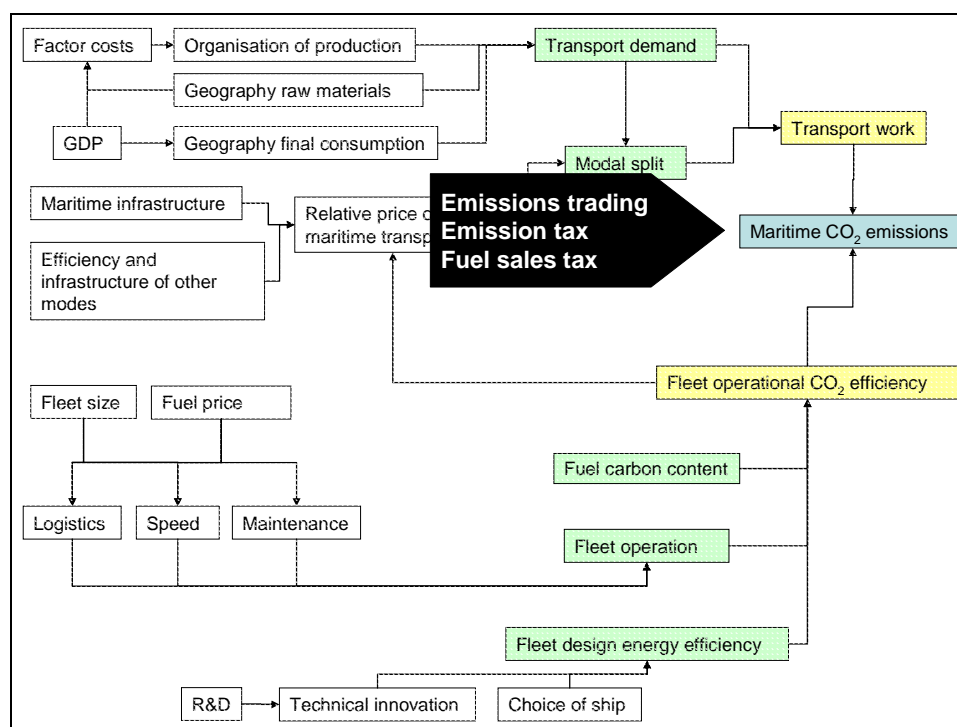 Factor costs
Organisation of production
Transport demand
Geography raw materials
Transport work
GDP
Geography final consumption
Modal split
Maritime infrastructure
Relative price
maritime
Emissions trading
Emission tax
Fuel sales tax
Maritime CO₂ emissions
Efficiency and
infrastructure of other
modes
Fleet operational CO₂ efficiency
Fleet size
Fuel price
Fuel carbon content
Logistics
Speed
Maintenance
Fleet operation
Fleet design energy efficiency
R&D
Technical innovation
Choice of ship